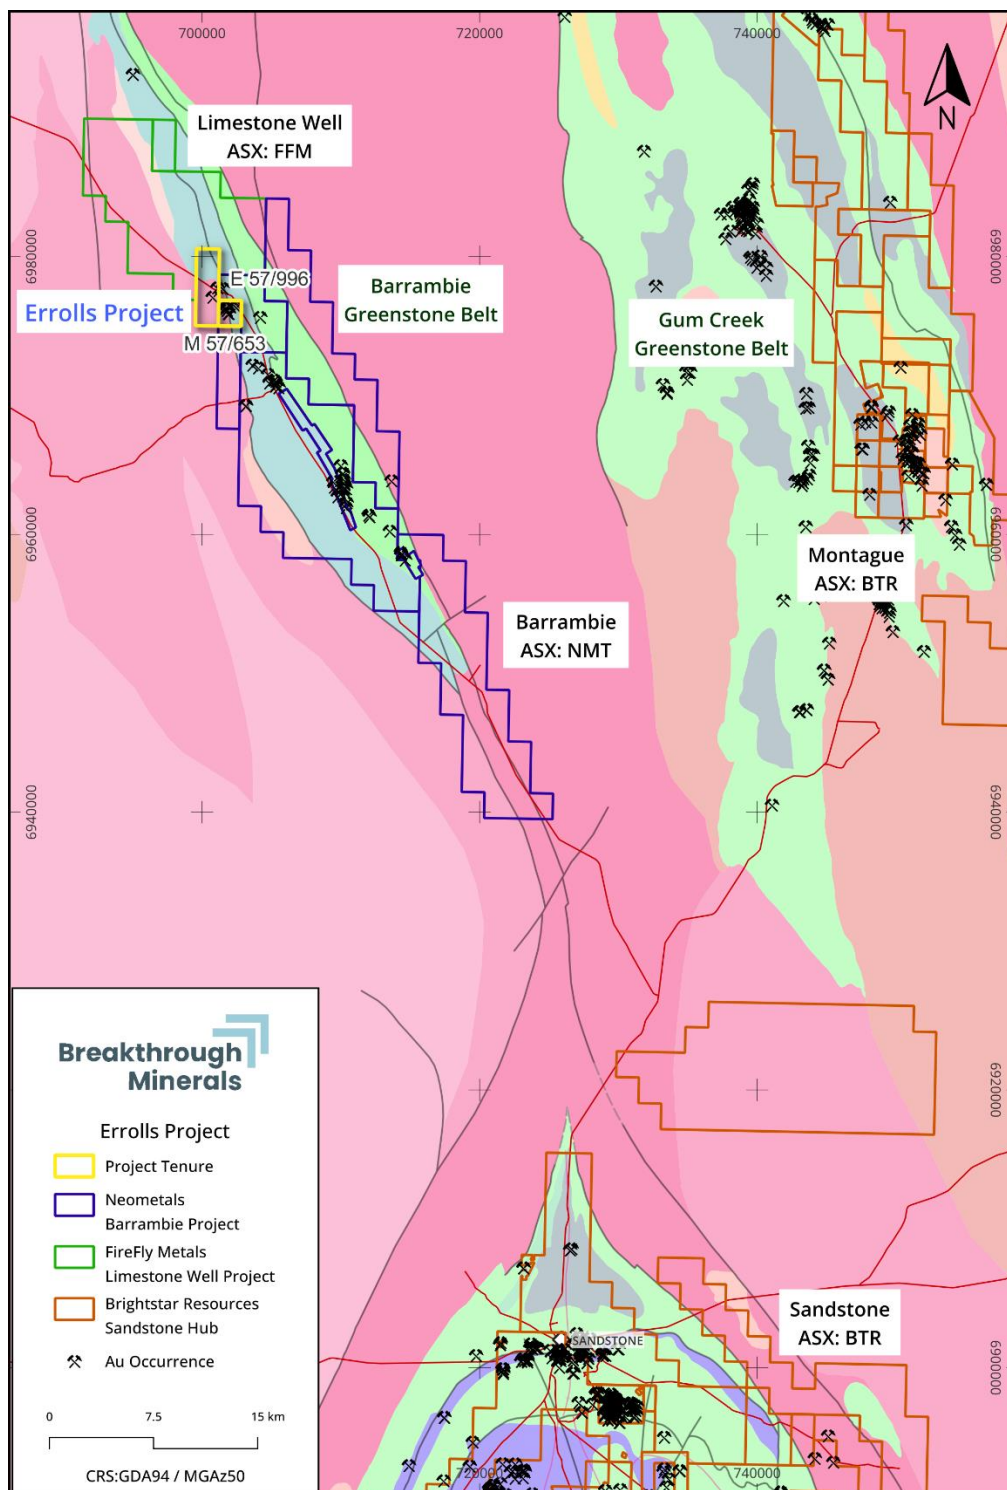 700000
720000
740000
N
Limestone Well
ASX: FFM
6980000
6980000
E 57/996
Errolls Project
M 57/653
Barrambie
Greenstone Belt
Gum Creek
Greenstone Belt
6960000
6960000
Montague
ASX: BTR
Barrambie
ASX: NMT
6940000
6940000
6920000
Breakthrough
Minerals
Errolls Project
Project Tenure
Neometals
Barrambie Project
FireFly Metals
Limestone Well Project
Brightstar Resources
Sandstone Hub
Au Occurrence
0 7.5 15 km
CRS:GDA94 / MGAz50
Sandstone
ASX: BTR
SANDSTONE
6900000
720000
740000